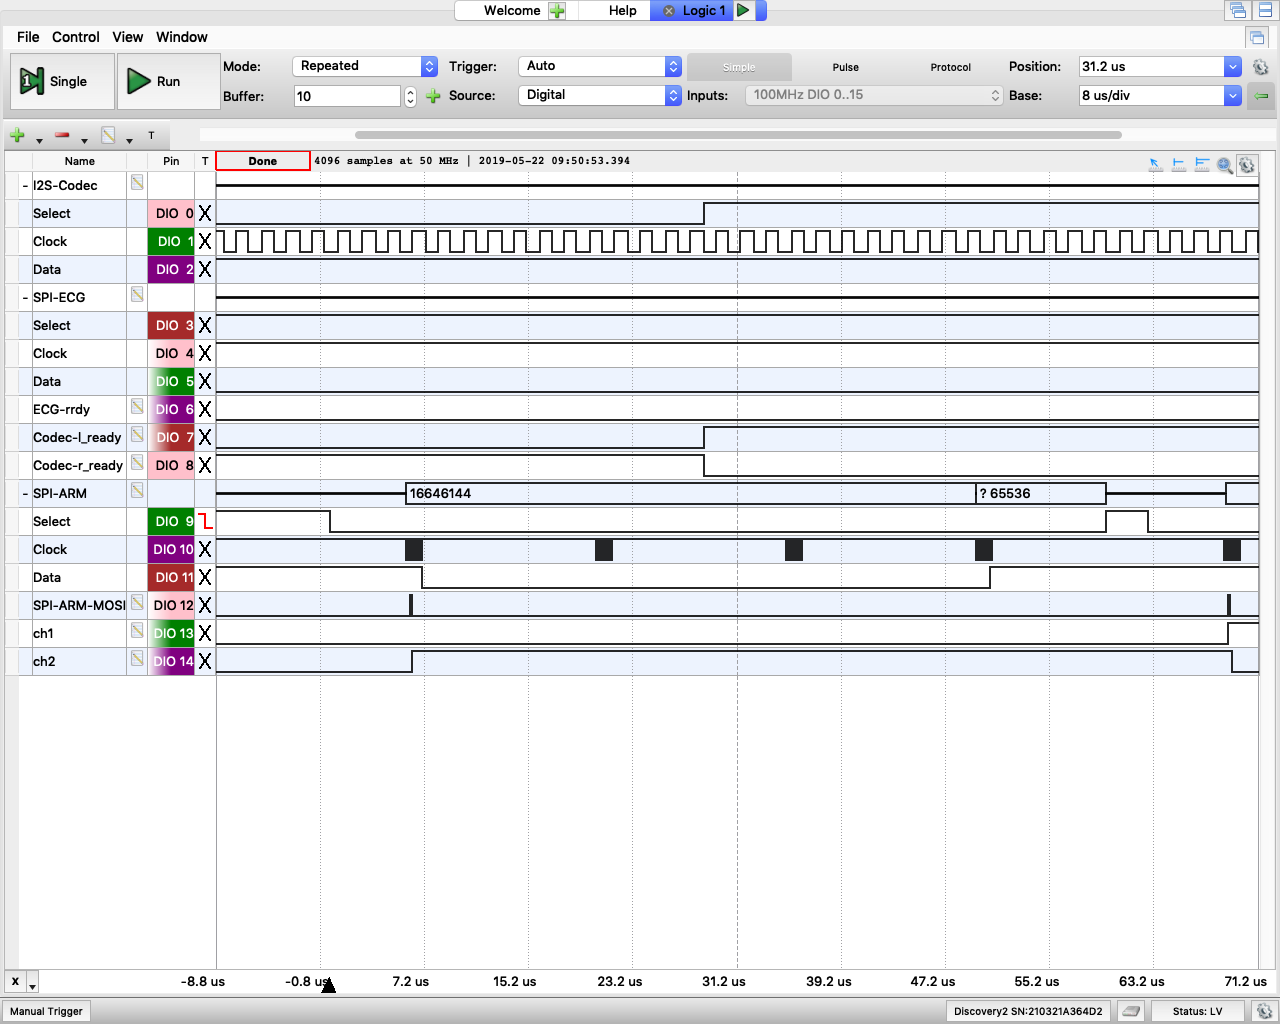 Welcome Help Logic 1
File Control View Window
Single Run Mode: Repeated Trigger: Auto Simple Pulse Protocol Position: 31.2 us
Buffer: 10 Source: Digital Inputs: 100MHz DIO 0..15 Base: 8 us/div
T
Name Pin T Done 4096 samples at 50 MHz | 2019-05-22 09:50:53.394
- I2S-Codec
Select DIO 0 X
Clock DIO 1 X
Data DIO 2 X
- SPI-ECG
Select DIO 3 X
Clock DIO 4 X
Data DIO 5 X
ECG-rrdy DIO 6 X
Codec-l_ready DIO 7 X
Codec-r_ready DIO 8 X
- SPI-ARM 16646144 ? 65536
Select DIO 9
Clock DIO 10 X
Data DIO 11 X
SPI-ARM-MOSI DIO 12 X
ch1 DIO 13 X
ch2 DIO 14 X
X -8.8 us -0.8 us 7.2 us 15.2 us 23.2 us 31.2 us 39.2 us 47.2 us 55.2 us 63.2 us 71.2 us
Manual Trigger Discovery2 SN:210321A364D2 Status: LV